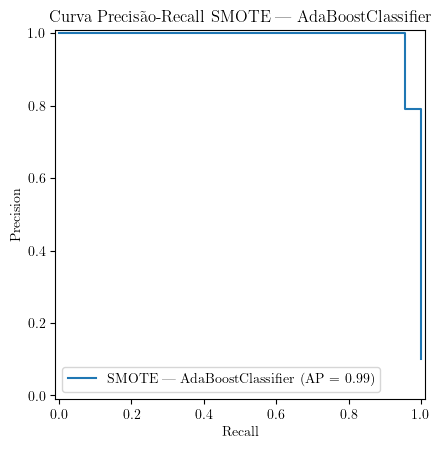 Curva Precisão-Recall SMOTE — AdaBoostClassifier
1.0
0.8
0.6
0.4
0.2
0.0
Precision
SMOTE — AdaBoostClassifier (AP = 0.99)
0.0 0.2 0.4 0.6 0.8 1.0
Recall